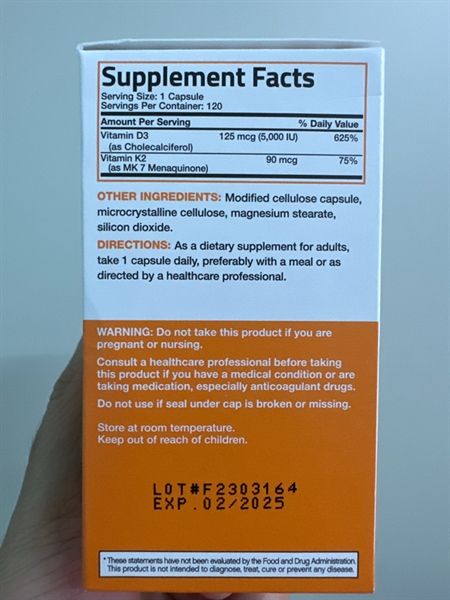 Supplement Facts
Serving Size: 1 Capsule
Servings Per Container: 120
Amount Per Serving % Daily Value
Vitamin D3 125 mcg (5,000 IU) 625%
(as Cholecalciferol)
Vitamin K2 90 mcg 75%
(as MK 7 Menaquinone)
OTHER INGREDIENTS: Modified cellulose capsule,
microcrystalline cellulose, magnesium stearate,
silicon dioxide.
DIRECTIONS: As a dietary supplement for adults,
take 1 capsule daily, preferably with a meal or as
directed by a healthcare professional.
WARNING: Do not take this product if you are
pregnant or nursing.
Consult a healthcare professional before taking
this product if you have a medical condition or are
taking medication, especially anticoagulant drugs.
Do not use if seal under cap is broken or missing.
Store at room temperature.
Keep out of reach of children.
LOT#F2303164
EXP.02/2025
*These statements have not been evaluated by the Food and Drug Administration.
This product is not intended to diagnose, treat, cure or prevent any disease.